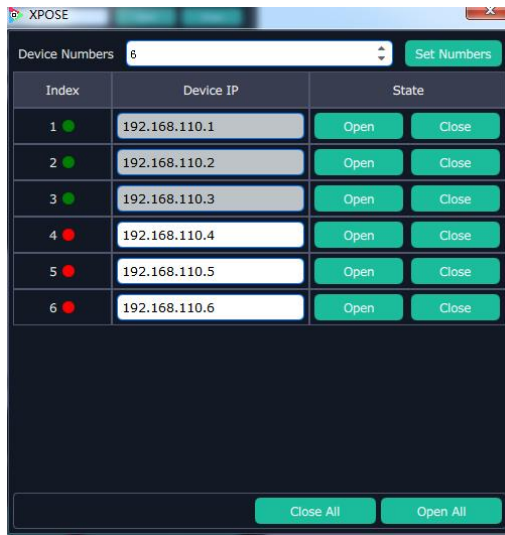 XPOSE
Device Numbers 6 Set Numbers
Index Device IP State
1 192.168.110.1 Open Close
2 192.168.110.2 Open Close
3 192.168.110.3 Open Close
4 192.168.110.4 Open Close
5 192.168.110.5 Open Close
6 192.168.110.6 Open Close
Close All Open All